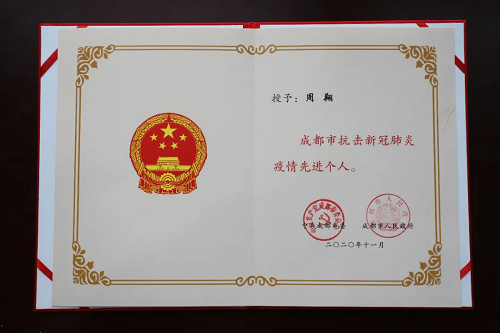 授予：周翔
成都市抗击新冠肺炎
疫情先进个人。
中共成都市委 成都市人民政府
二〇二〇年十一月